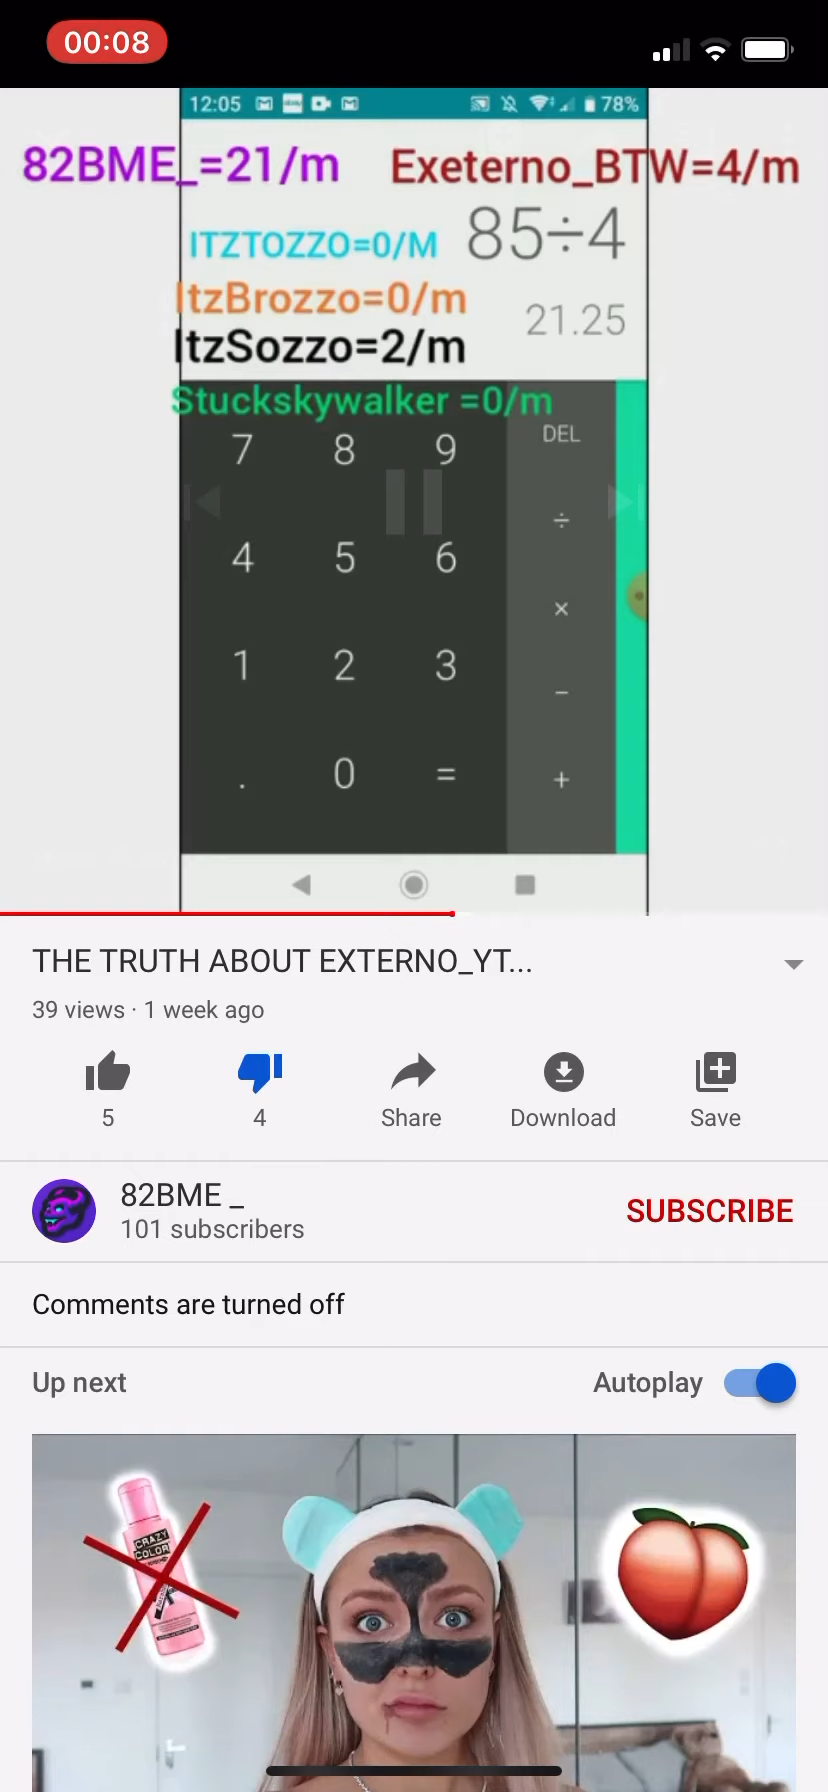 00:08
12:05 78%
82BME_=21/m Exeterno_BTW=4/m
ITZTOZZO=0/M 85÷4
ItzBrozzo=0/m
21.25
ItzSozzo=2/m
Stuckskywalker =0/m
7 8 9 DEL
÷
4 5 6
×
1 2 3
−
. 0 = +
THE TRUTH ABOUT EXTERNO_YT...
39 views · 1 week ago
5 4 Share Download Save
82BME _
101 subscribers
SUBSCRIBE
Comments are turned off
Up next Autoplay
CRAZY
COLOR